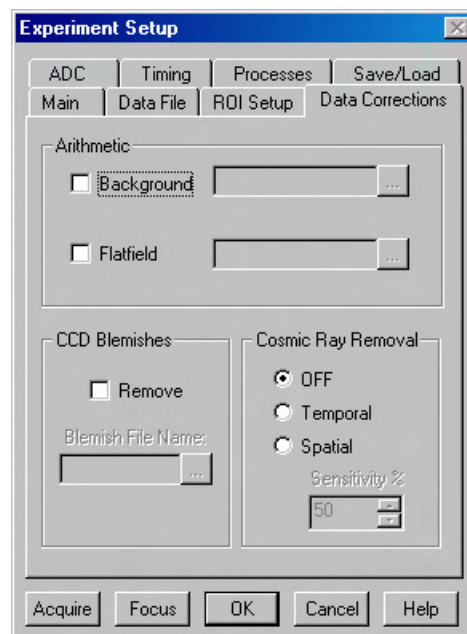 Experiment Setup
ADC Timing Processes Save/Load
Main Data File ROI Setup Data Corrections
Arithmetic
Background ...
Flatfield ...
CCD Blemishes
Remove
Blemish File Name:
...
Cosmic Ray Removal
OFF
Temporal
Spatial
Sensitivity %
50
Acquire Focus OK Cancel Help